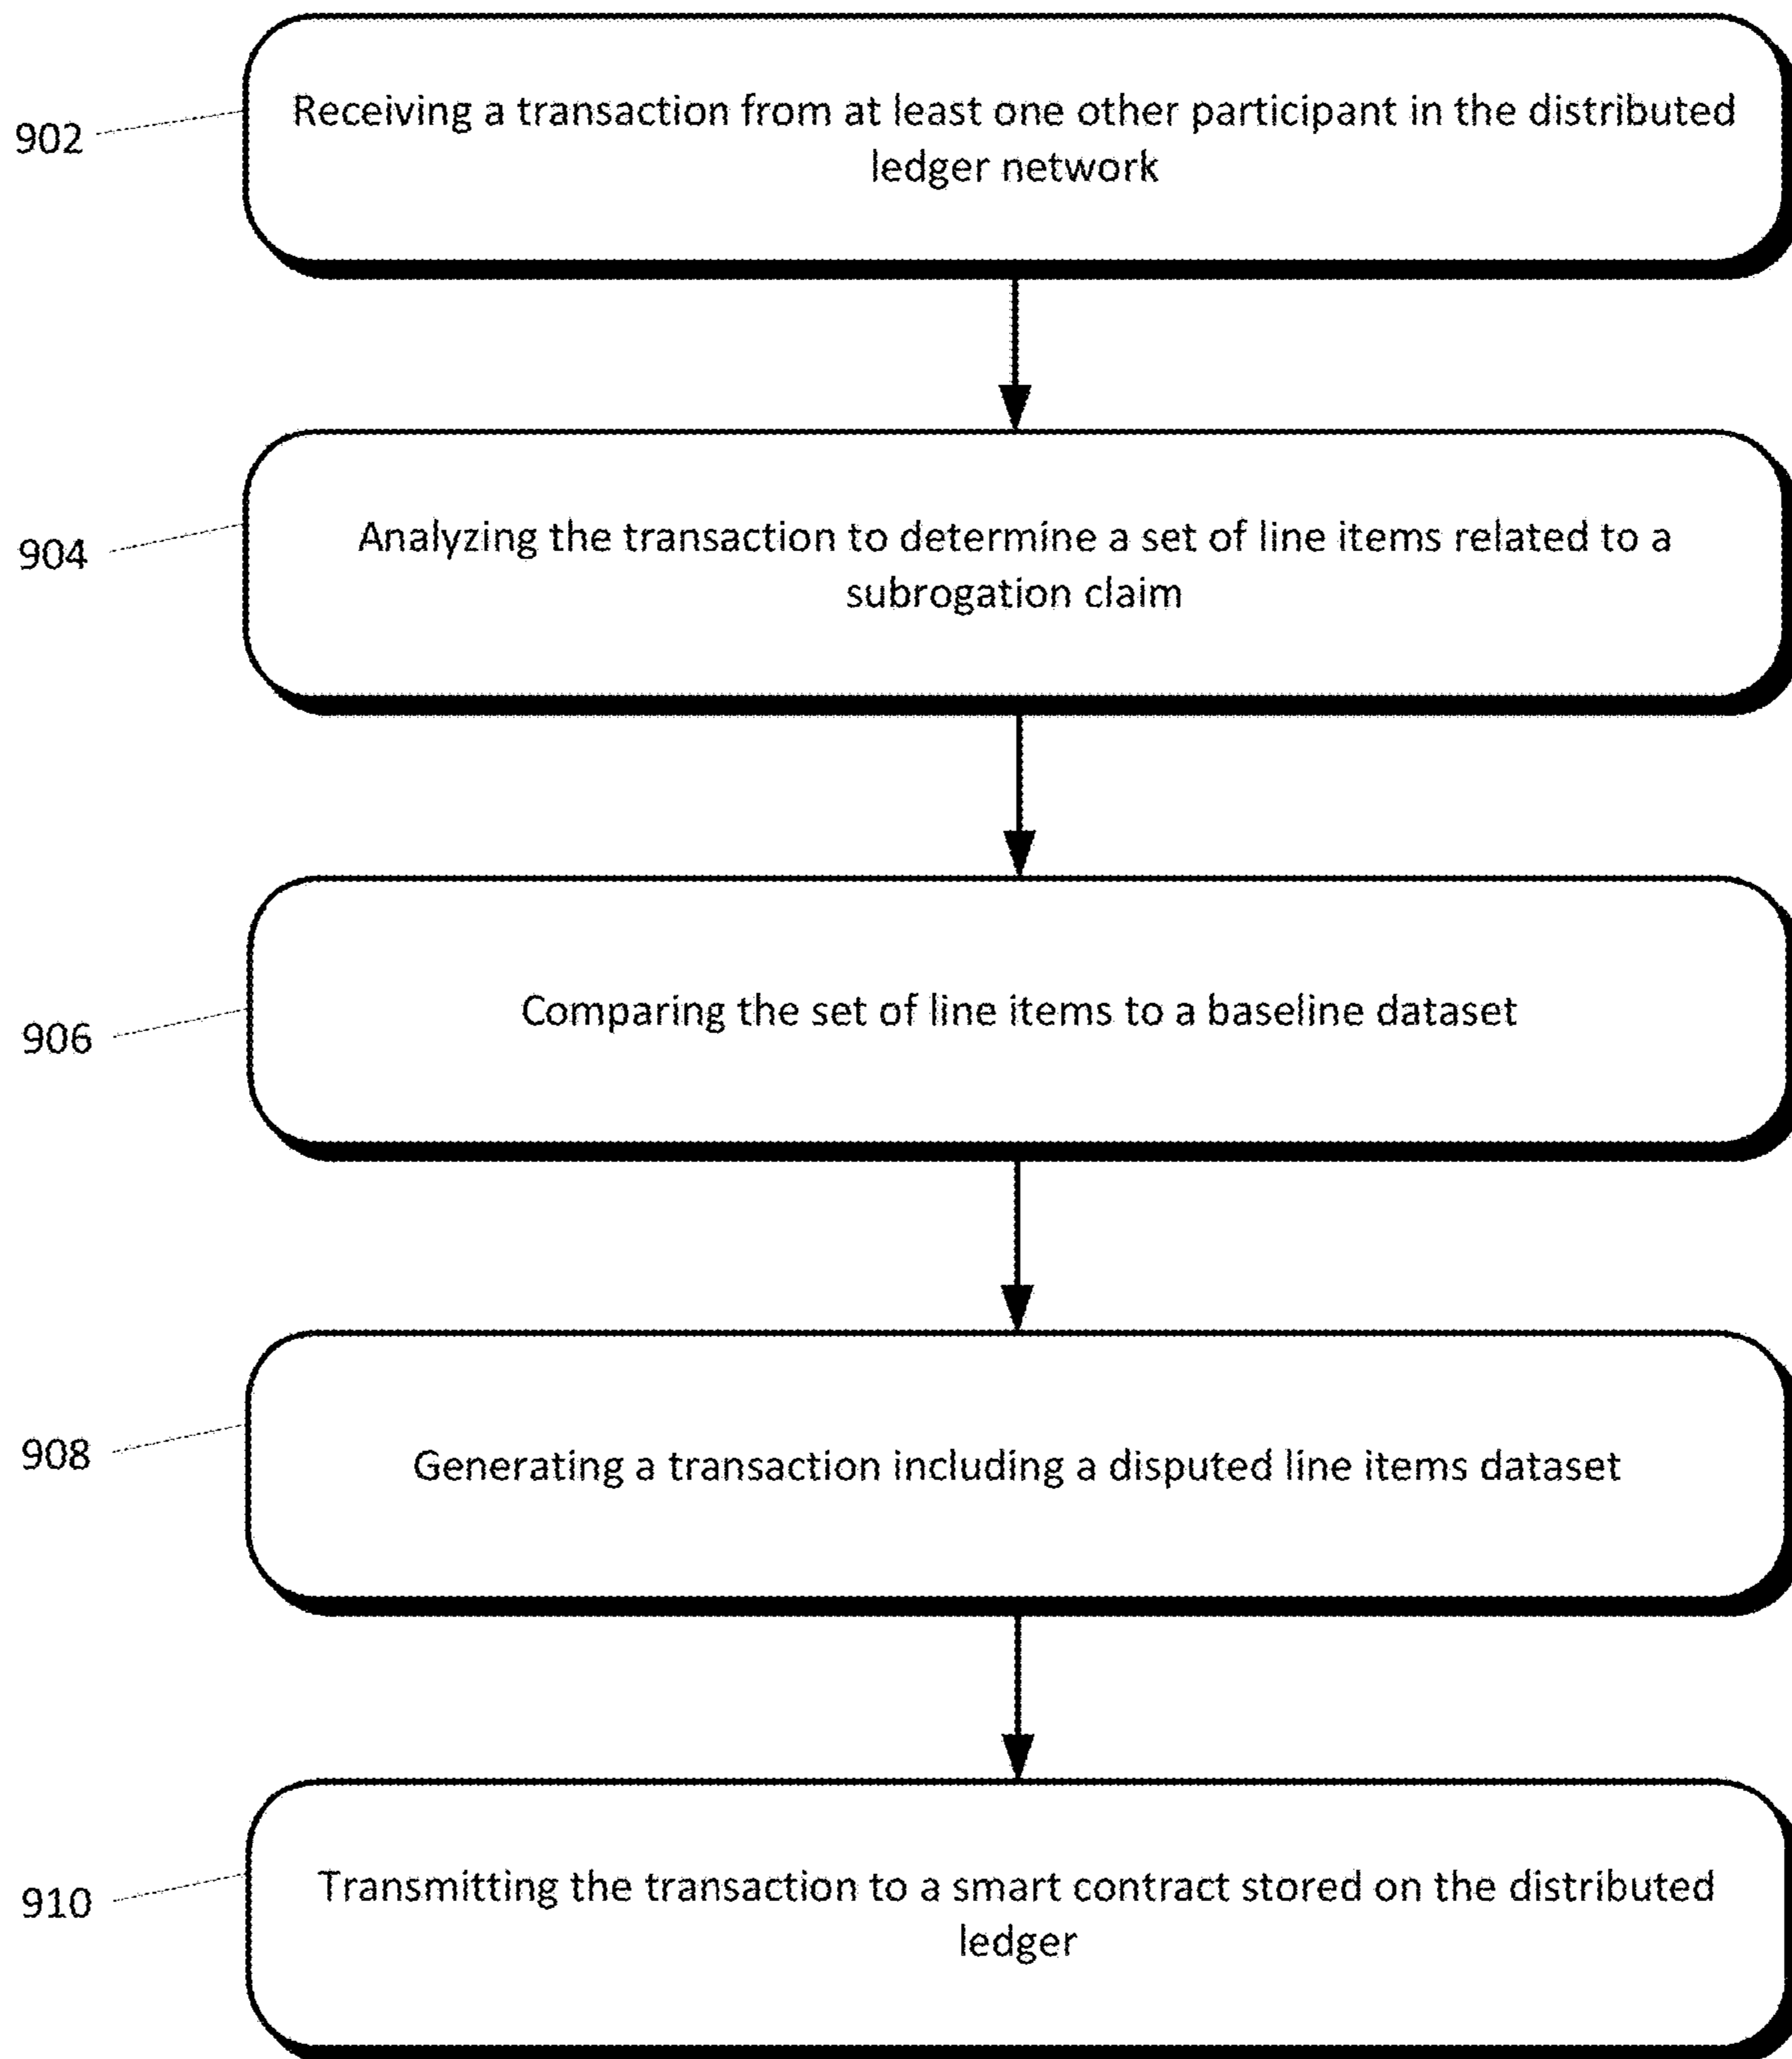 902
Receiving a transaction from at least one other participant in the distributed
ledger network
904
Analyzing the transaction to determine a set of line items related to a
subrogation claim
906
Comparing the set of line items to a baseline dataset
908
Generating a transaction including a disputed line items dataset
910
Transmitting the transaction to a smart contract stored on the distributed
ledger